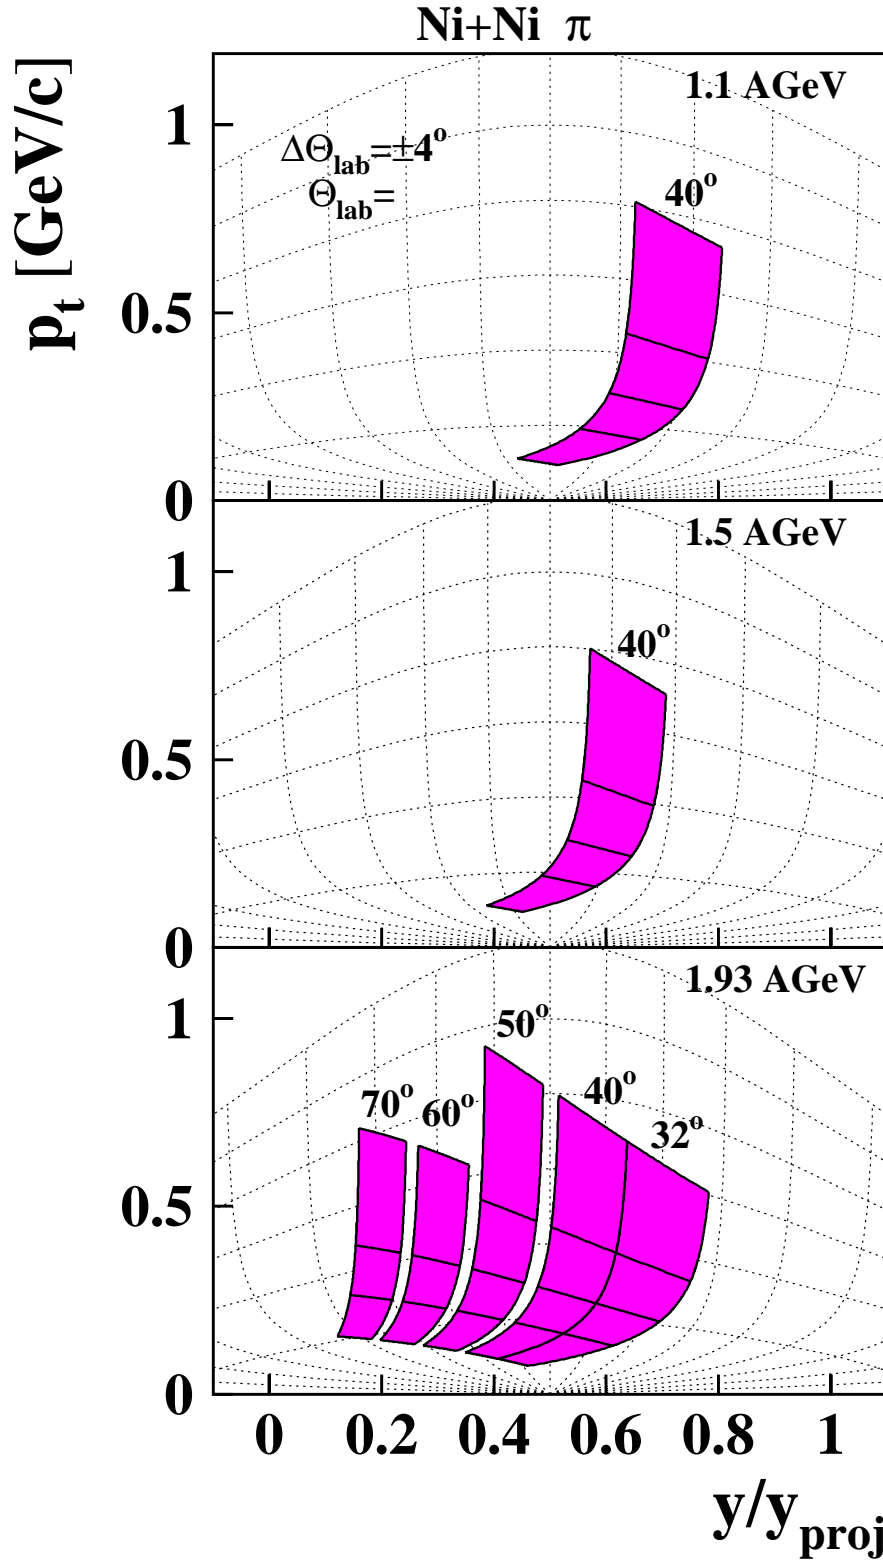 Ni+Ni π
p_t [GeV/c]
1.1 AGeV
1
ΔΘ_lab=±4°
Θ_lab=
40°
0.5
0
1.5 AGeV
1
40°
0.5
0
1.93 AGeV
1
50°
40°
70°
60°
32°
0.5
0
0 0.2 0.4 0.6 0.8 1
y/y_proj